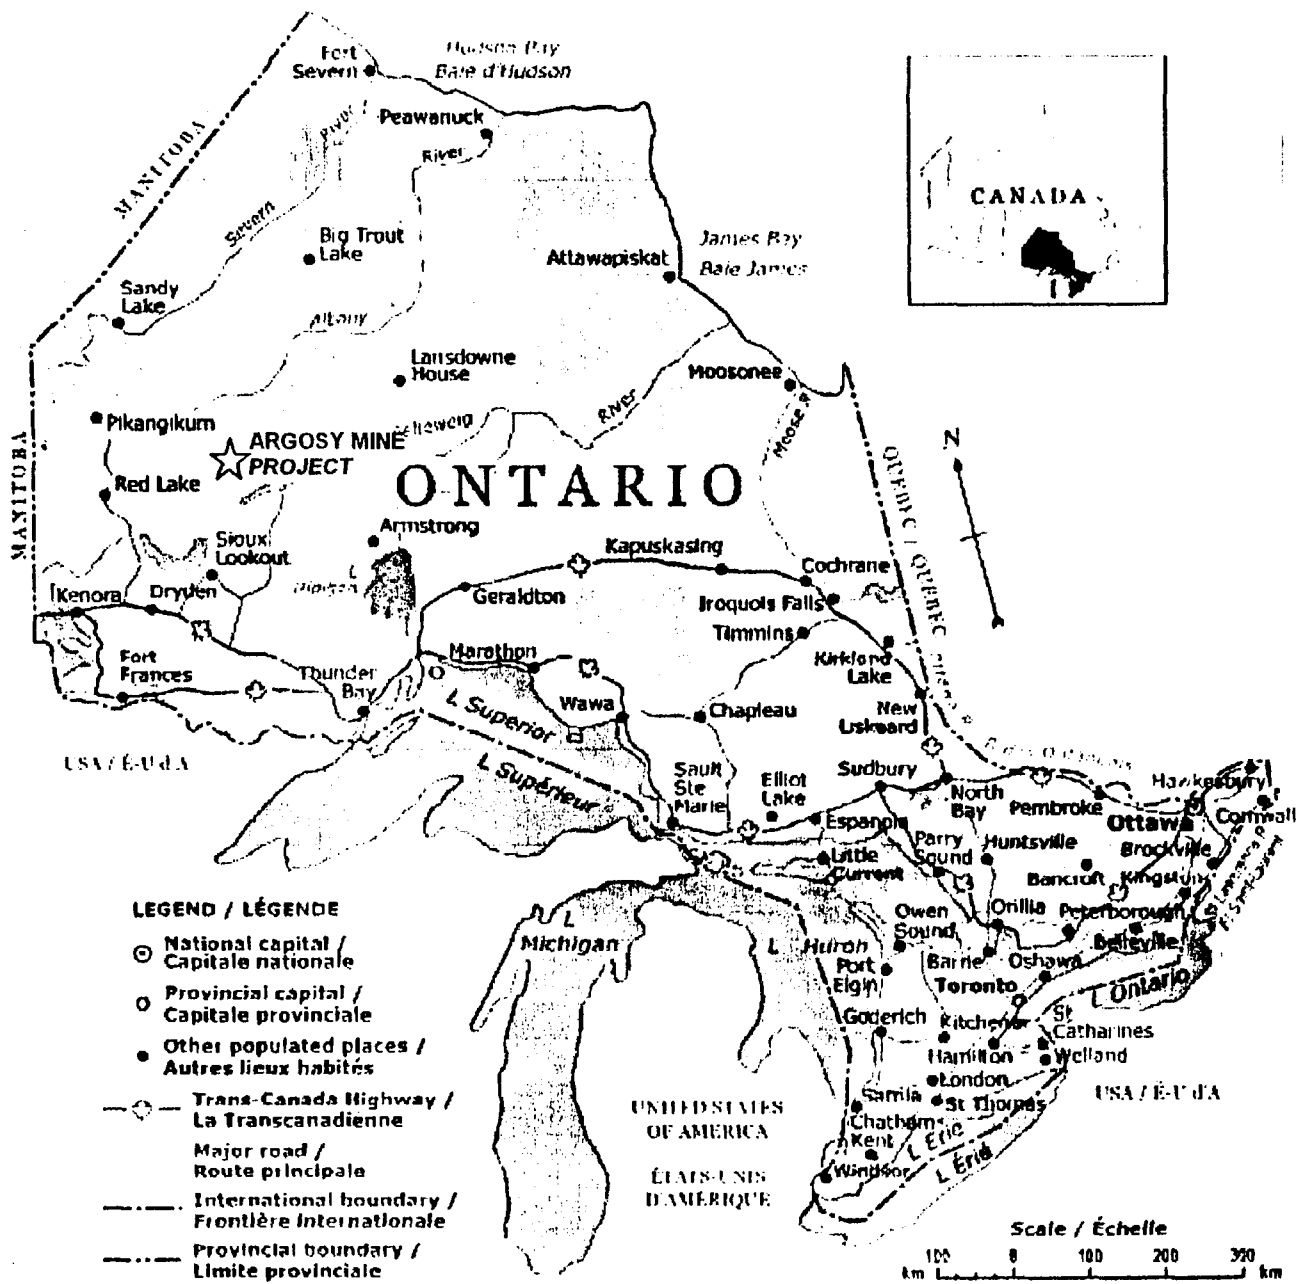 Fort
Severn
Hudson Bay
Baie d'Hudson
Peawanuck
River
River
MANITOBA
Severn
Big Trout
Lake
Attawapiskat
James Bay
Baie James
CANADA
Sandy
Lake
Albany
Lansdowne
House
Moosonee
River
Moose R
Pikangikum
ARGOSY MINE
PROJECT
MANITOBA
Red Lake
ONTARIO
N
QUEBEC / QUÉBEC
Armstrong
Sioux
Lookout
Kapuskasing
Cochrane
L
Kenora
Dryden
Geraldton
Iroquois Falls
Timmins
Marathon
Kirkland
Lake
Fort
Frances
Thunder
Bay
Wawa
Chapleau
New
Liskeard
L Superior
L Supérieur
USA / É-U d'A
Sault
Ste
Marie
Elliot
Lake
Sudbury
North
Bay
Pembroke
Hawkesbury
Ottawa
Cornwall
Espanola
Parry
Sound
Huntsville
Brockville
Little
Current
Bancroft
Kingston
LEGEND / LÉGENDE
L
Michigan
L Huron
Owen
Sound
Orillia
Peterborough
Belleville
National capital /
Capitale nationale
Port
Elgin
Barrie
Oshawa
Toronto
L Ontario
Provincial capital /
Capitale provinciale
Goderich
Kitchener
St
Catharines
Hamilton
Welland
Other populated places /
Autres lieux habités
London
Sarnia
St Thomas
USA / É-U d'A
Trans-Canada Highway /
La Transcanadienne
UNITED STATES
OF AMERICA
Chatham-
Kent
L Erie
L Érié
Major road /
Route principale
ÉTATS-UNIS
D'AMÉRIQUE
Windsor
International boundary /
Frontière internationale
Scale / Échelle
Provincial boundary /
Limite provinciale
100 0 100 200 300
km km